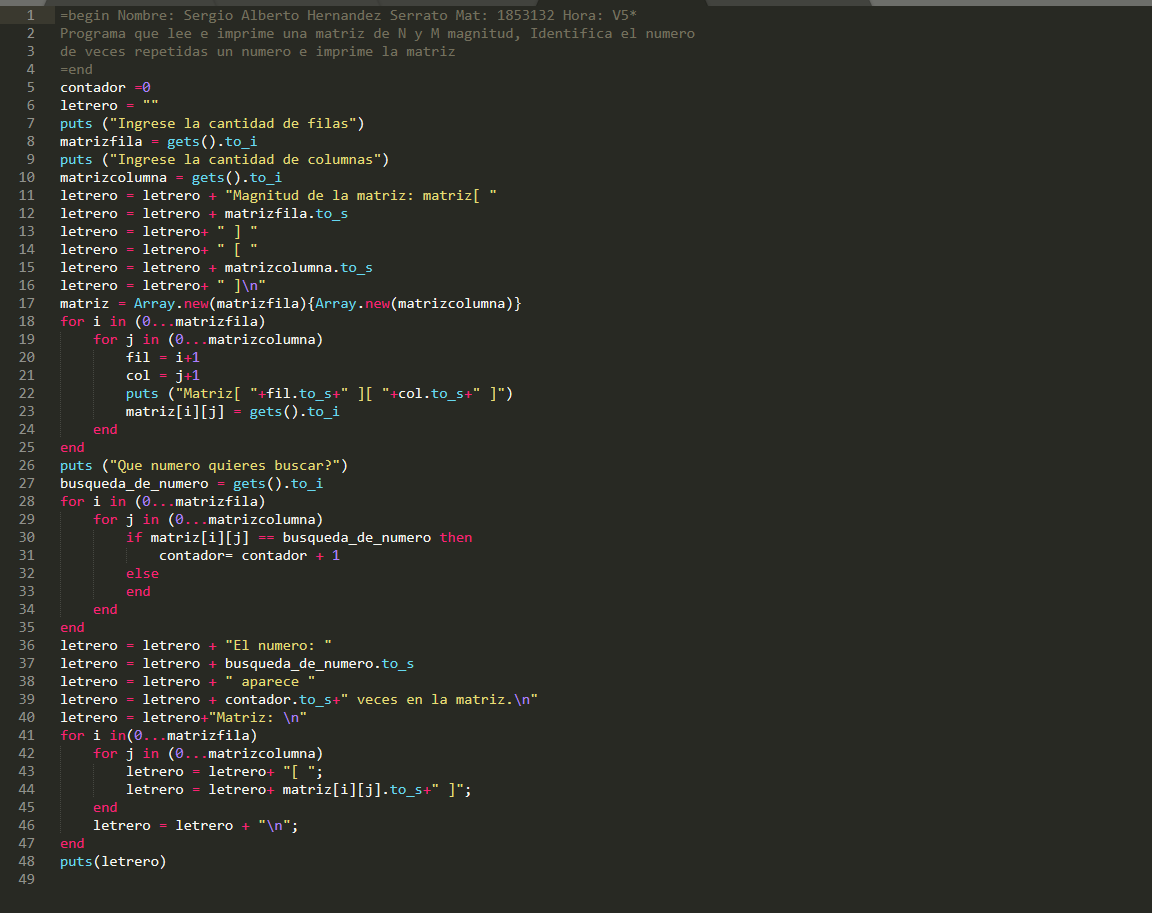 1 =begin Nombre: Sergio Alberto Hernandez Serrato Mat: 1853132 Hora: V5*
2 Programa que lee e imprime una matriz de N y M magnitud, Identifica el numero
3 de veces repetidas un numero e imprime la matriz
4 =end
5 contador =0
6 letrero = ""
7 puts ("Ingrese la cantidad de filas")
8 matrizfila = gets().to_i
9 puts ("Ingrese la cantidad de columnas")
10 matrizcolumna = gets().to_i
11 letrero = letrero + "Magnitud de la matriz: matriz[ "
12 letrero = letrero + matrizfila.to_s
13 letrero = letrero+ " ] "
14 letrero = letrero+ " [ "
15 letrero = letrero + matrizcolumna.to_s
16 letrero = letrero+ " ]\n"
17 matriz = Array.new(matrizfila){Array.new(matrizcolumna)}
18 for i in (0...matrizfila)
19     for j in (0...matrizcolumna)
20         fil = i+1
21         col = j+1
22         puts ("Matriz[ "+fil.to_s+" ][ "+col.to_s+" ]")
23         matriz[i][j] = gets().to_i
24     end
25 end
26 puts ("Que numero quieres buscar?")
27 busqueda_de_numero = gets().to_i
28 for i in (0...matrizfila)
29     for j in (0...matrizcolumna)
30         if matriz[i][j] == busqueda_de_numero then
31             contador= contador + 1
32         else
33         end
34     end
35 end
36 letrero = letrero + "El numero: "
37 letrero = letrero + busqueda_de_numero.to_s
38 letrero = letrero + " aparece "
39 letrero = letrero + contador.to_s+" veces en la matriz.\n"
40 letrero = letrero+"Matriz: \n"
41 for i in(0...matrizfila)
42     for j in (0...matrizcolumna)
43         letrero = letrero+ "[ ";
44         letrero = letrero+ matriz[i][j].to_s+" ]";
45     end
46     letrero = letrero + "\n";
47 end
48 puts(letrero)
49